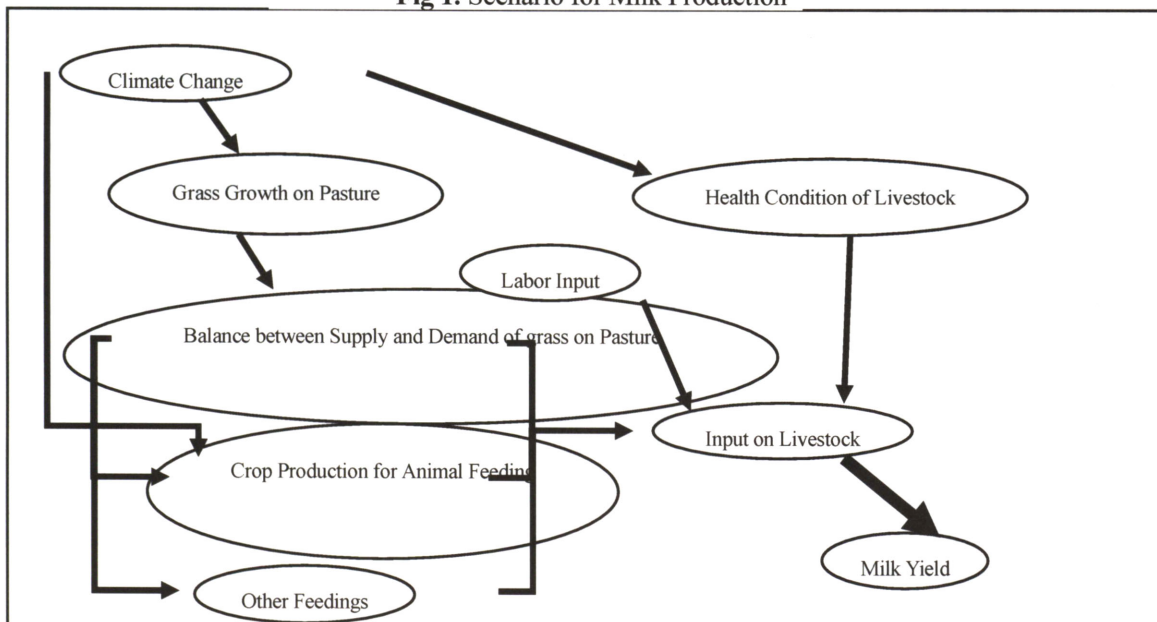 Fig 1. Scenario for Milk Production
Climate Change
Grass Growth on Pasture
Health Condition of Livestock
Labor Input
Balance between Supply and Demand of grass on Pasture
Input on Livestock
Crop Production for Animal Feeding
Milk Yield
Other Feedings